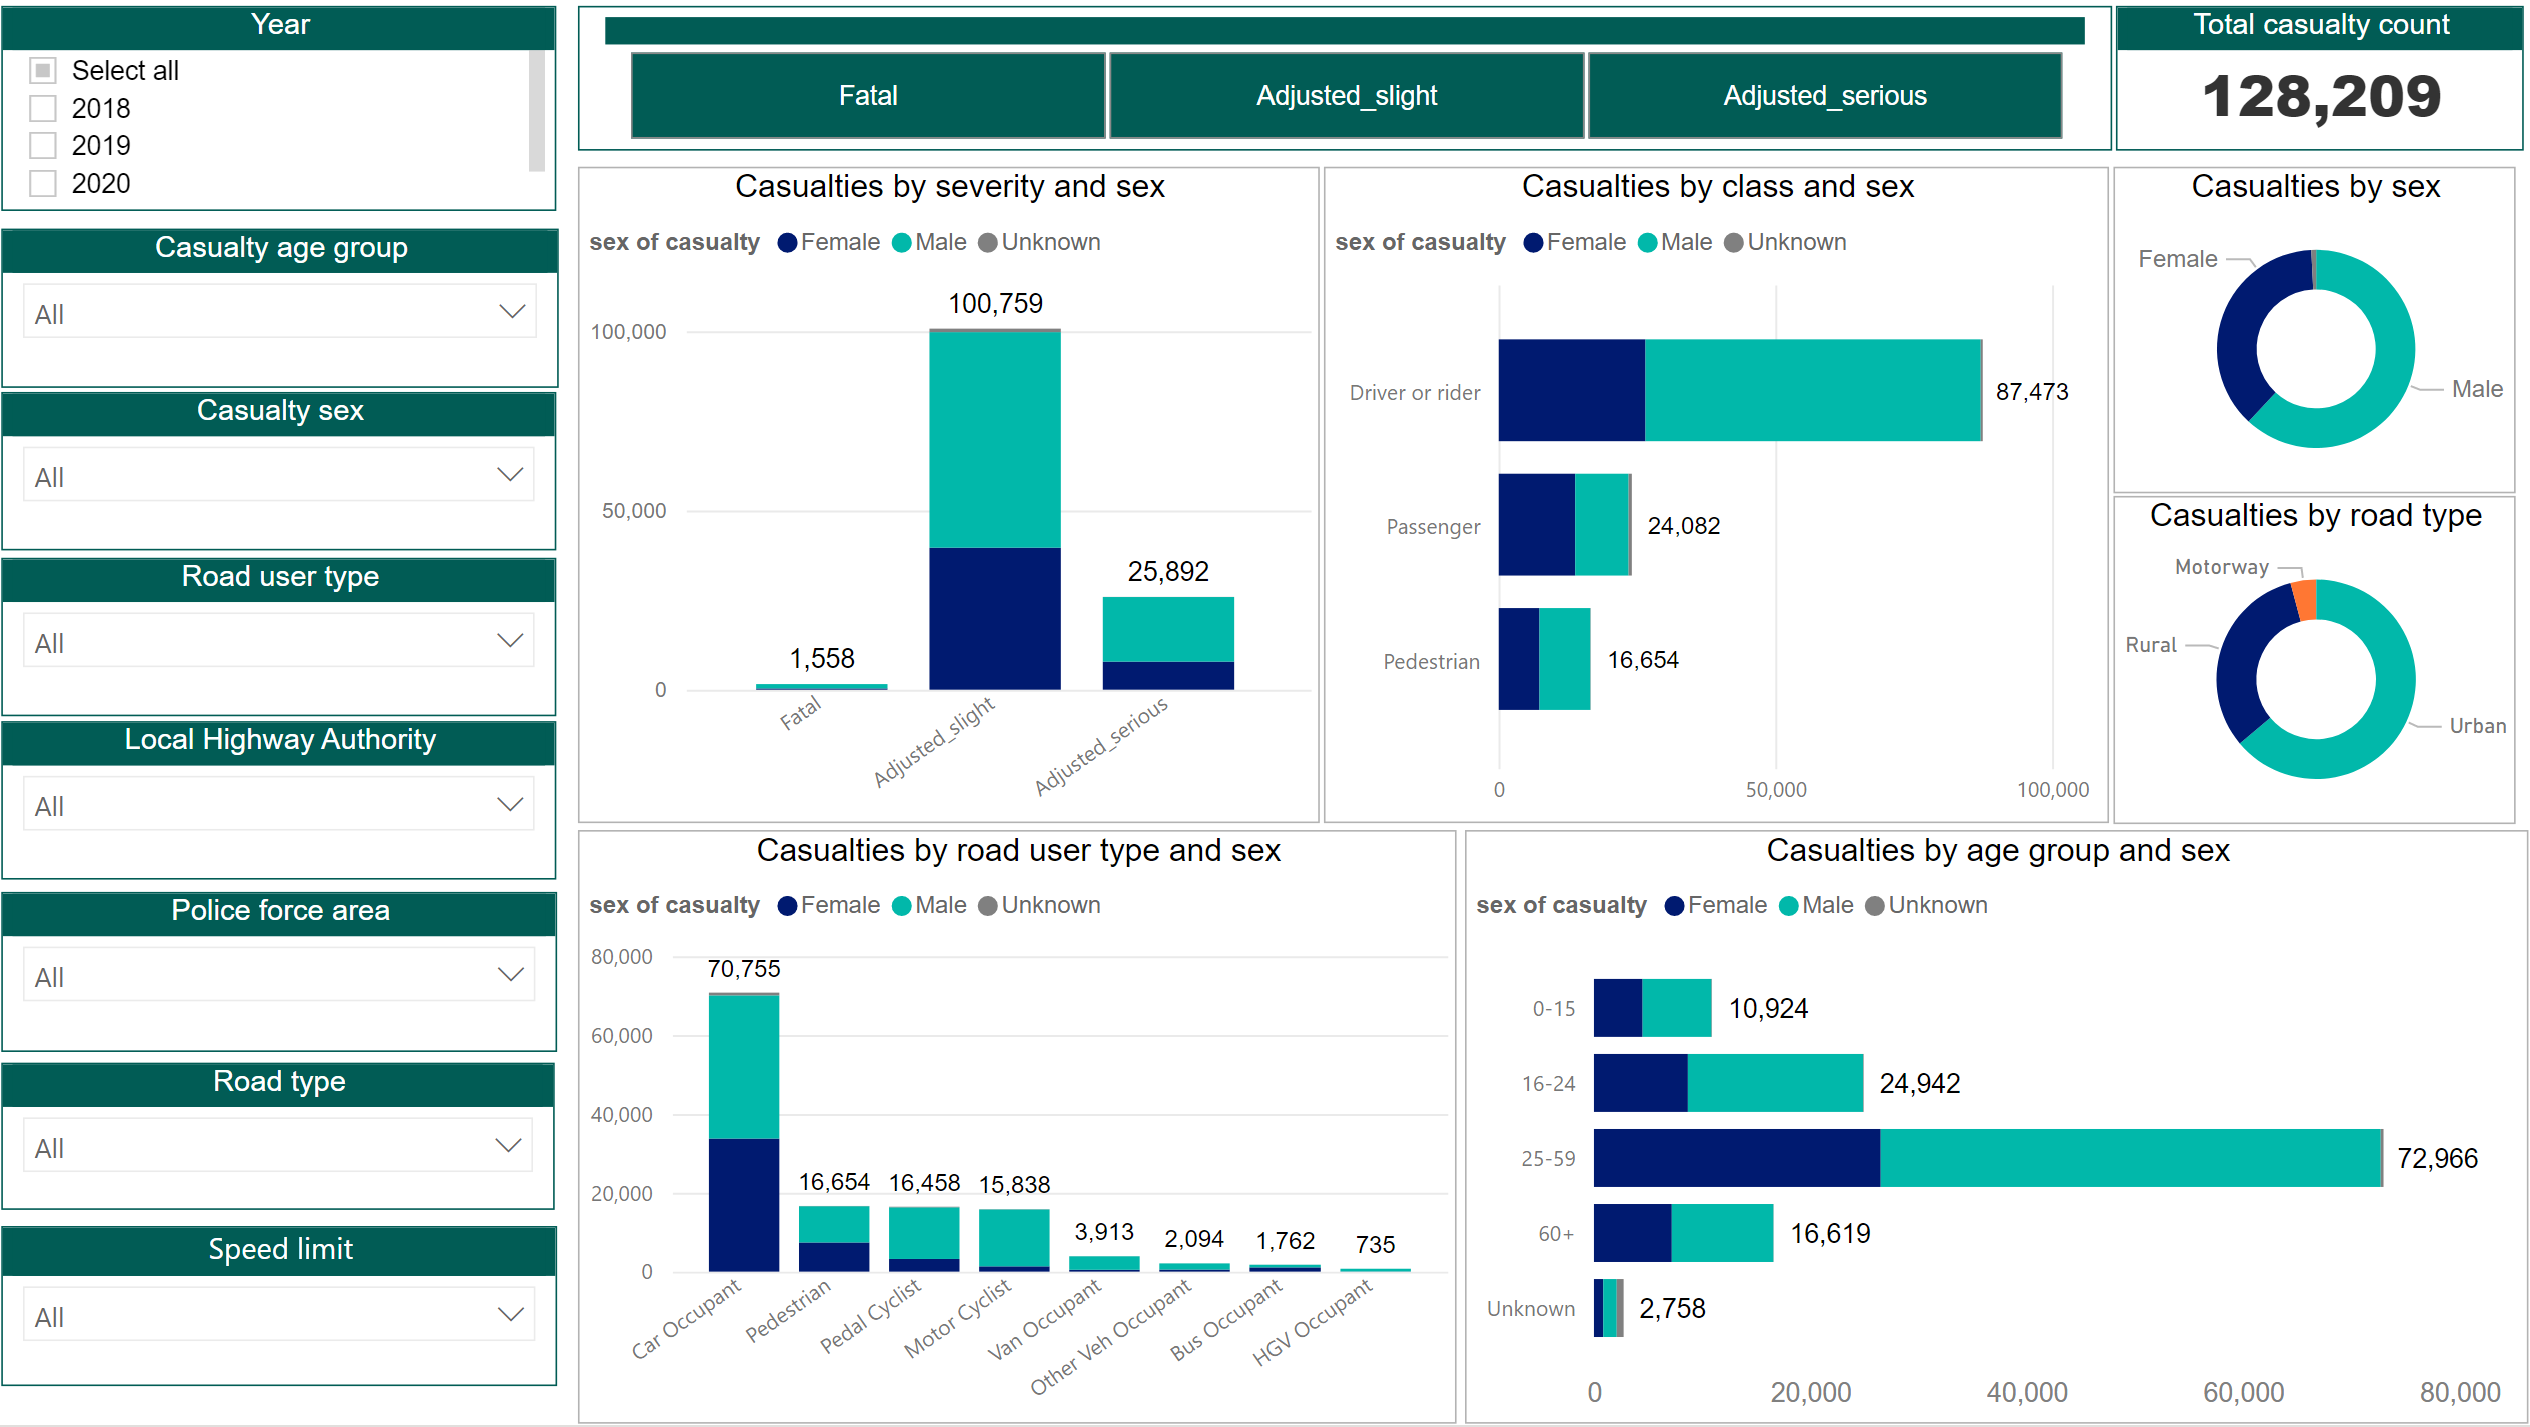 Year
Select all
2018
2019
2020
Casualty age group
All
Casualty sex
All
Road user type
All
Local Highway Authority
All
Police force area
All
Road type
All
Speed limit
All
Fatal
Adjusted_slight
Adjusted_serious
Total casualty count
128,209
Casualties by severity and sex
sex of casualty Female Male Unknown
100,759
100,000
50,000
25,892
1,558
0
Fatal
Adjusted_slight
Adjusted_serious
Casualties by class and sex
sex of casualty Female Male Unknown
Driver or rider 87,473
Passenger 24,082
Pedestrian 16,654
0 50,000 100,000
Casualties by sex
Female
Male
Casualties by road type
Motorway
Rural
Urban
Casualties by road user type and sex
sex of casualty Female Male Unknown
80,000
70,755
60,000
40,000
16,654 16,458 15,838
20,000
3,913 2,094 1,762 735
0
Car Occupant
Pedestrian
Pedal Cyclist
Motor Cyclist
Van Occupant
Other Veh Occupant
Bus Occupant
HGV Occupant
Casualties by age group and sex
sex of casualty Female Male Unknown
0-15 10,924
16-24 24,942
25-59 72,966
60+ 16,619
Unknown 2,758
0 20,000 40,000 60,000 80,000